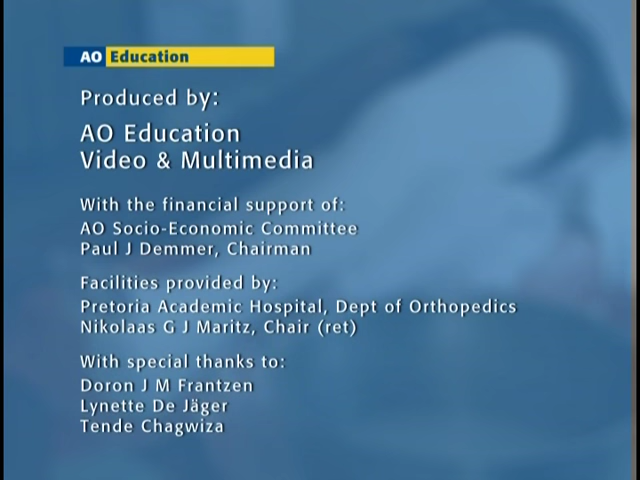 AO Education
Produced by:
AO Education
Video & Multimedia
With the financial support of:
AO Socio-Economic Committee
Paul J Demmer, Chairman
Facilities provided by:
Pretoria Academic Hospital, Dept of Orthopedics
Nikolaas G J Maritz, Chair (ret)
With special thanks to:
Doron J M Frantzen
Lynette De Jäger
Tende Chagwiza